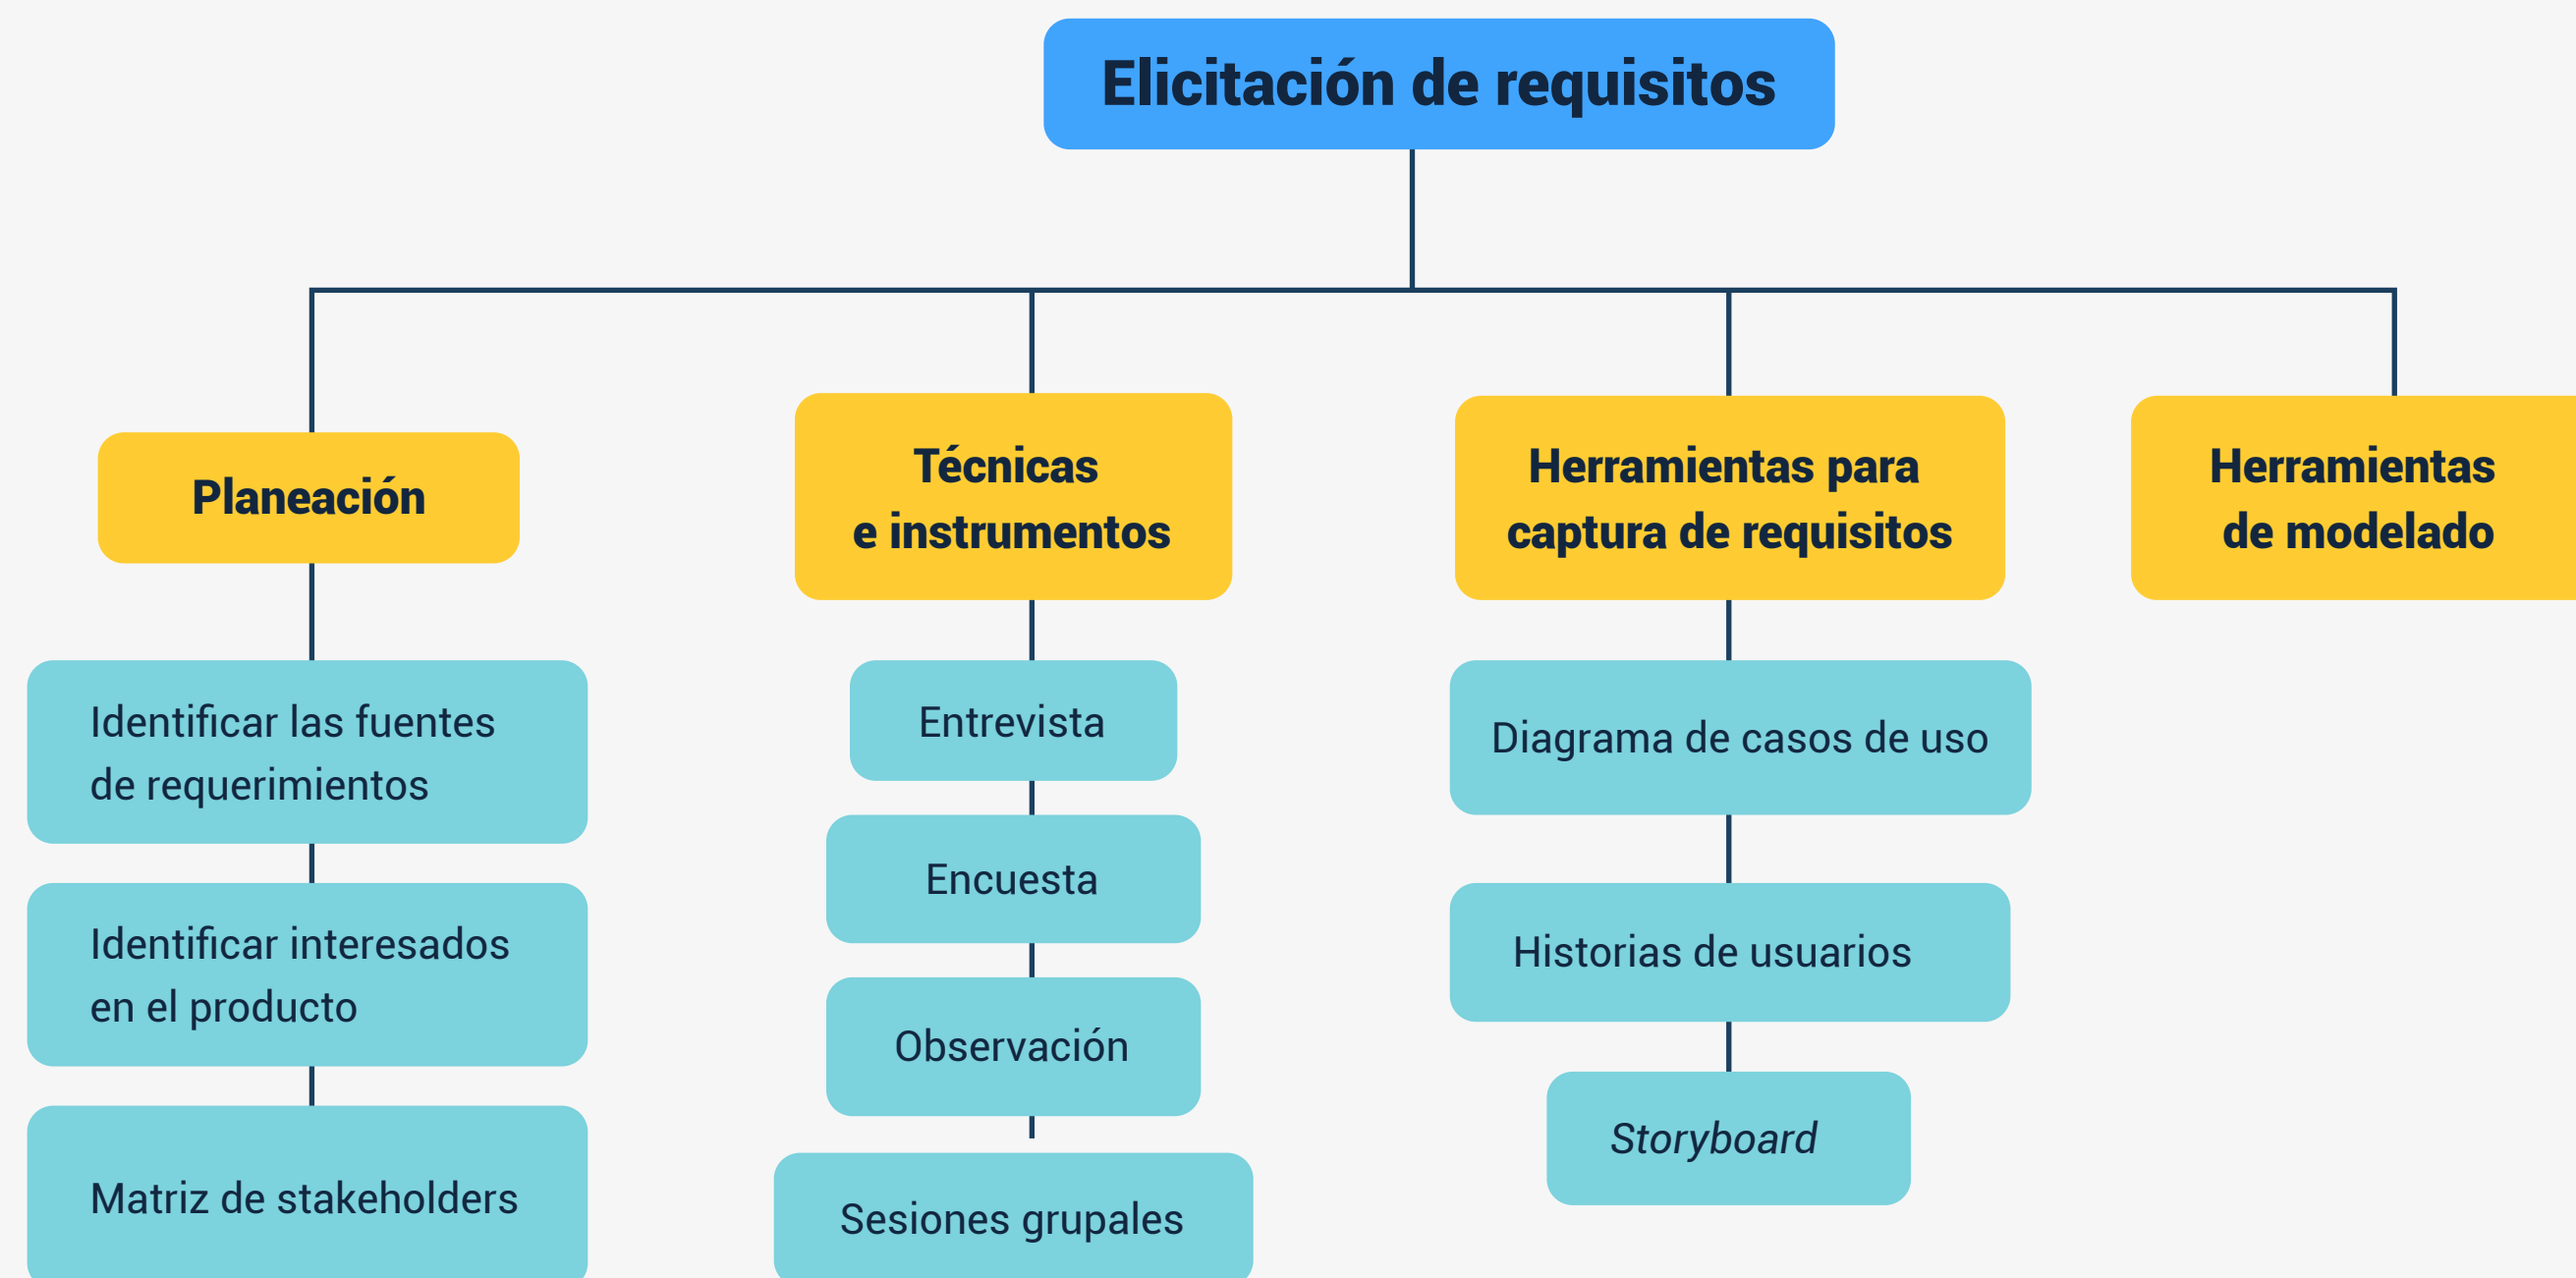 Elicitación de requisitos
Planeación
Técnicas
e instrumentos
Herramientas para
captura de requisitos
Herramientas
de modelado
Identificar las fuentes
de requerimientos
Identificar interesados
en el producto
Matriz de stakeholders
Entrevista
Encuesta
Observación
Sesiones grupales
Diagrama de casos de uso
Historias de usuarios
Storyboard